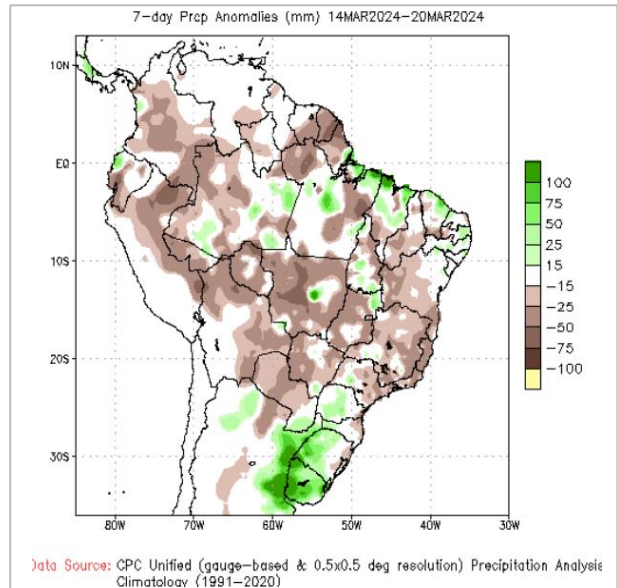 7-day Prcp Anomalies (mm) 14MAR2024-20MAR2024
10N
EQ
10S
20S
30S
80W 70W 60W 50W 40W 30W
100
75
50
25
15
-15
-25
-50
-75
-100
Data Source: CPC Unified (gauge-based & 0.5x0.5 deg resolution) Precipitation Analysis
Climatology (1991-2020)